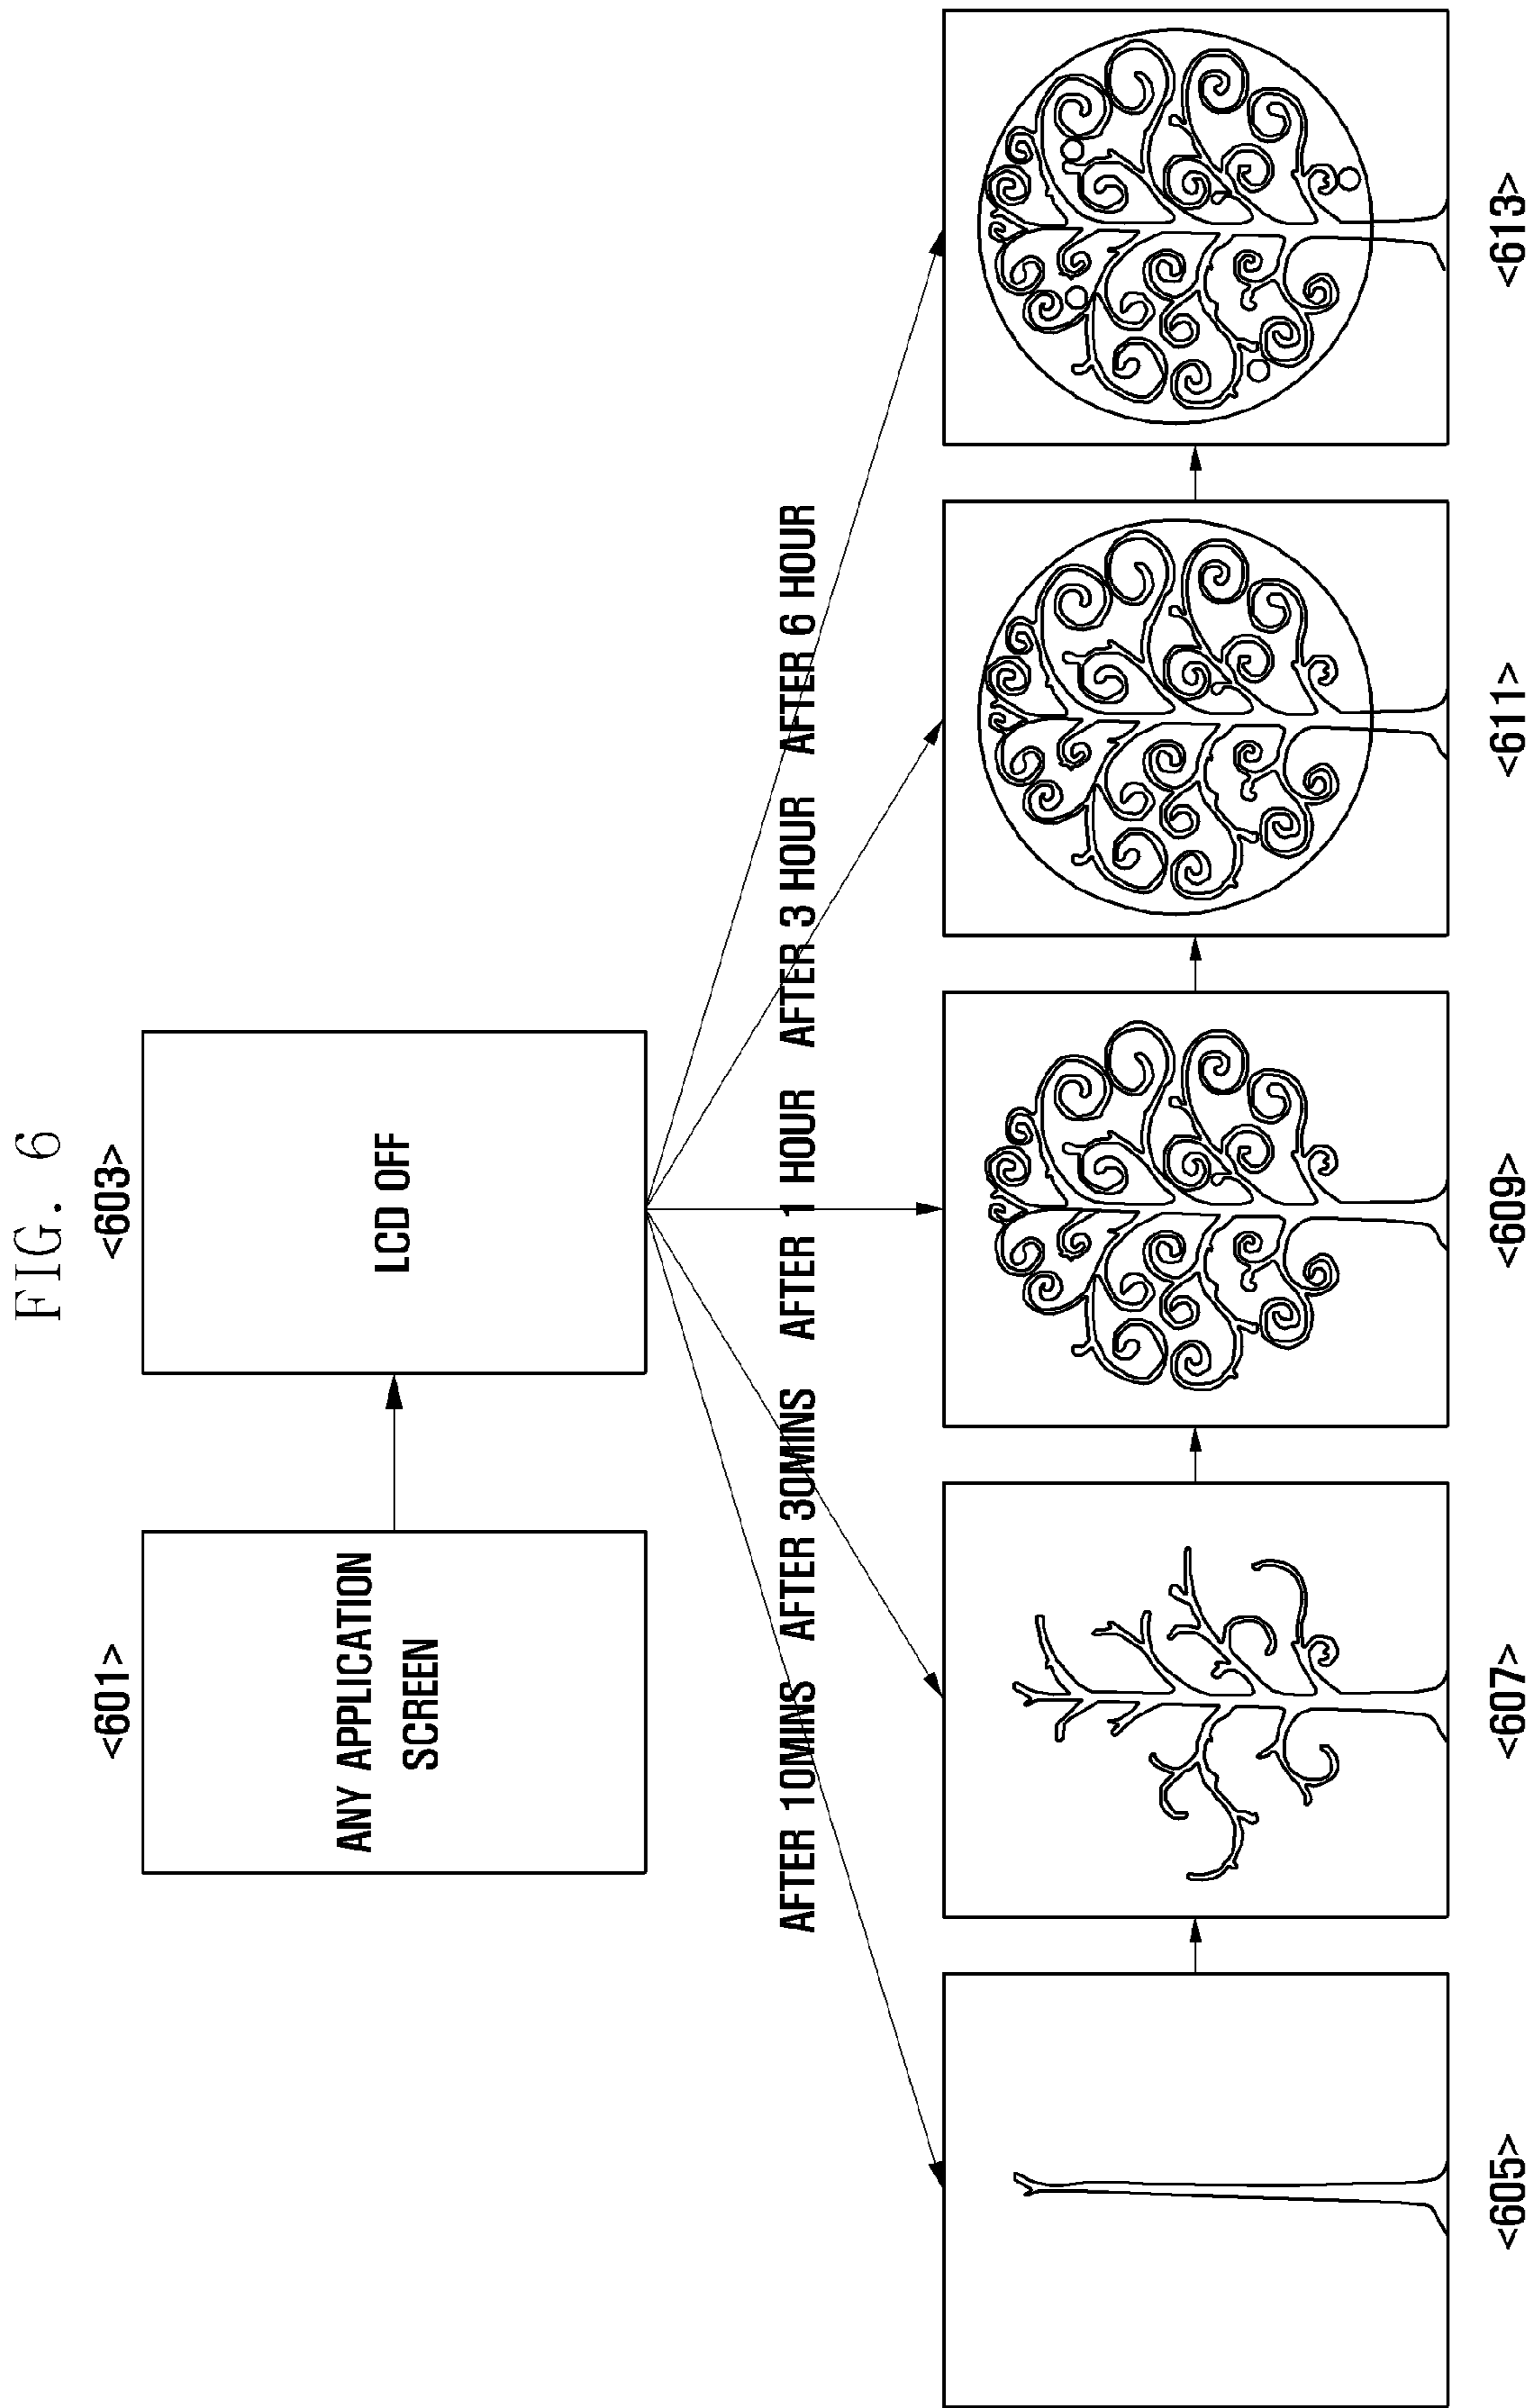 FIG. 6
<601>
<603>
ANY APPLICATION
SCREEN
LCD OFF
AFTER 10MINS
AFTER 30MINS
AFTER 1 HOUR
AFTER 3 HOUR
AFTER 6 HOUR
<605>
<607>
<609>
<611>
<613>